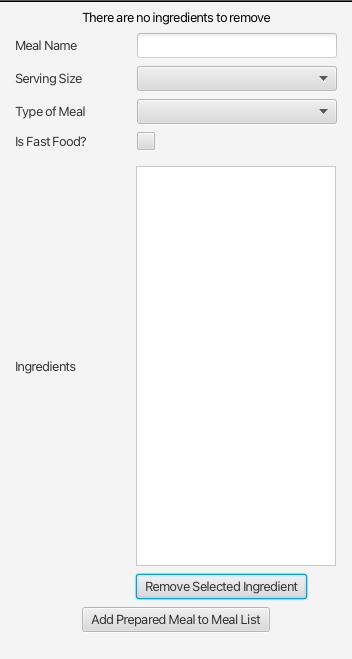 There are no ingredients to remove
Meal Name
Serving Size
Type of Meal
Is Fast Food?
Ingredients
Remove Selected Ingredient
Add Prepared Meal to Meal List